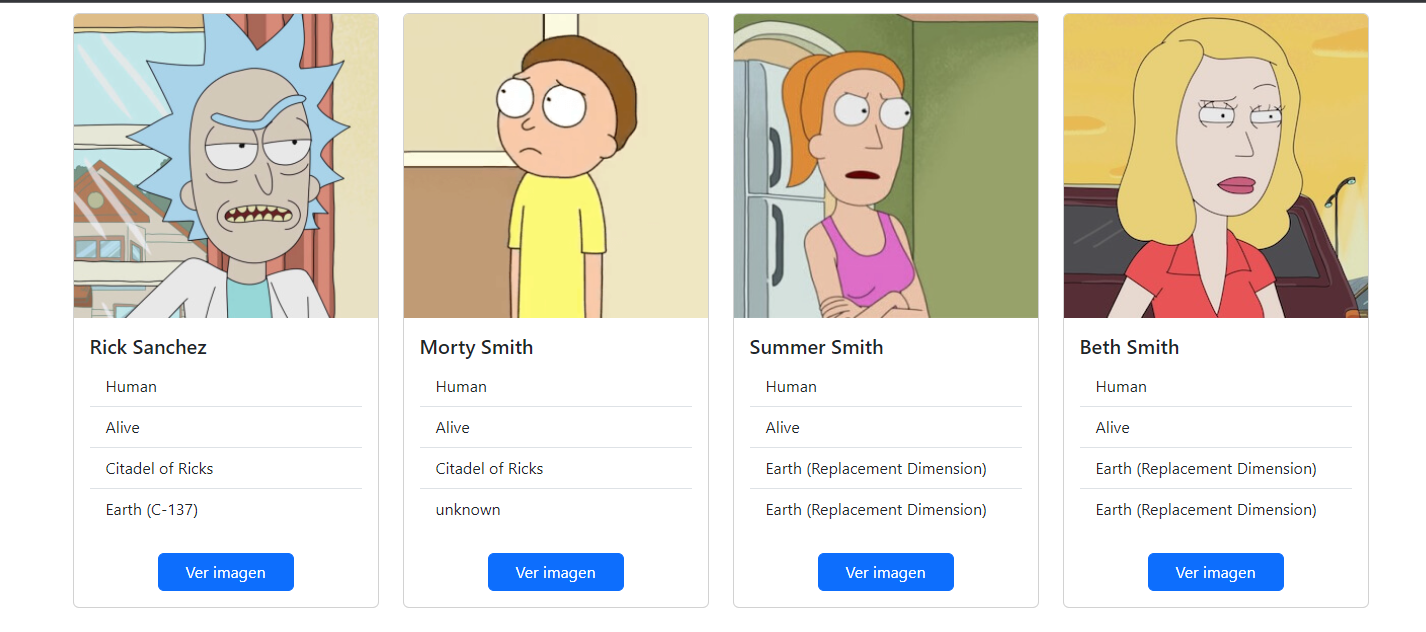 Rick Sanchez
Human
Alive
Citadel of Ricks
Earth (C-137)
Ver imagen
Morty Smith
Human
Alive
Citadel of Ricks
unknown
Ver imagen
Summer Smith
Human
Alive
Earth (Replacement Dimension)
Earth (Replacement Dimension)
Ver imagen
Beth Smith
Human
Alive
Earth (Replacement Dimension)
Earth (Replacement Dimension)
Ver imagen